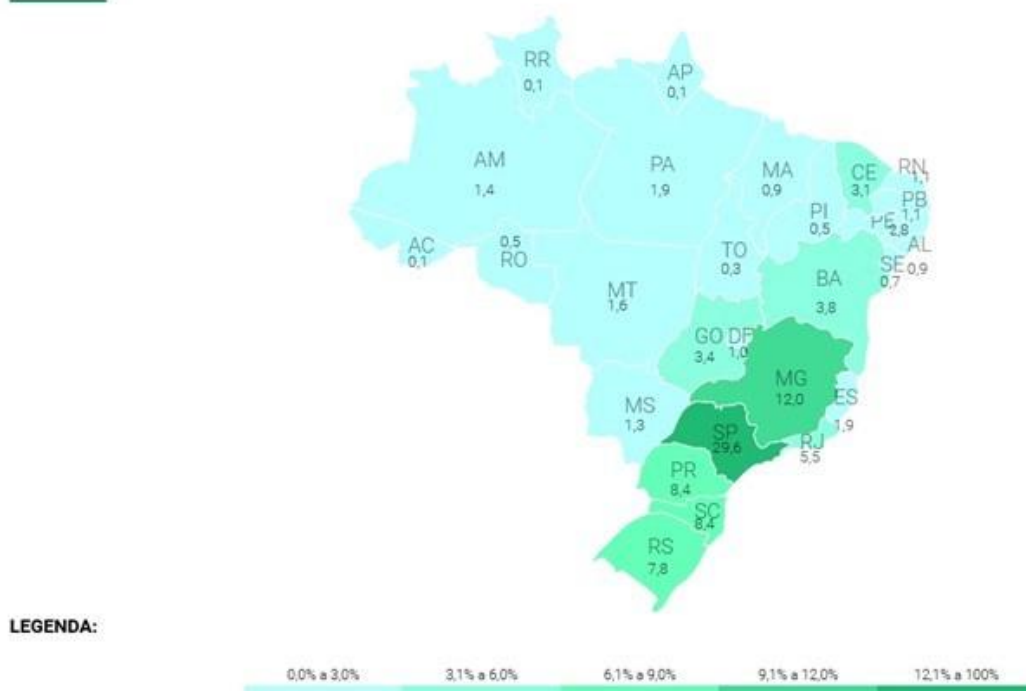 RR
0,1
AP
0,1
AM
1,4
PA
1,9
MA
0,9
CE
3,1
RN
1,1
PB
1,1
PI
0,5
PE
2,8
AL
0,9
SE
0,7
AC
0,1
0,5
RO
TO
0,3
BA
3,8
MT
1,6
GO
3,4
DF
1,0
MG
12,0
ES
1,9
MS
1,3
SP
29,6
RJ
5,5
PR
8,4
SC
8,4
RS
7,8
LEGENDA:
0,0% a 3,0% 3,1% a 6,0% 6,1% a 9,0% 9,1% a 12,0% 12,1% a 100%